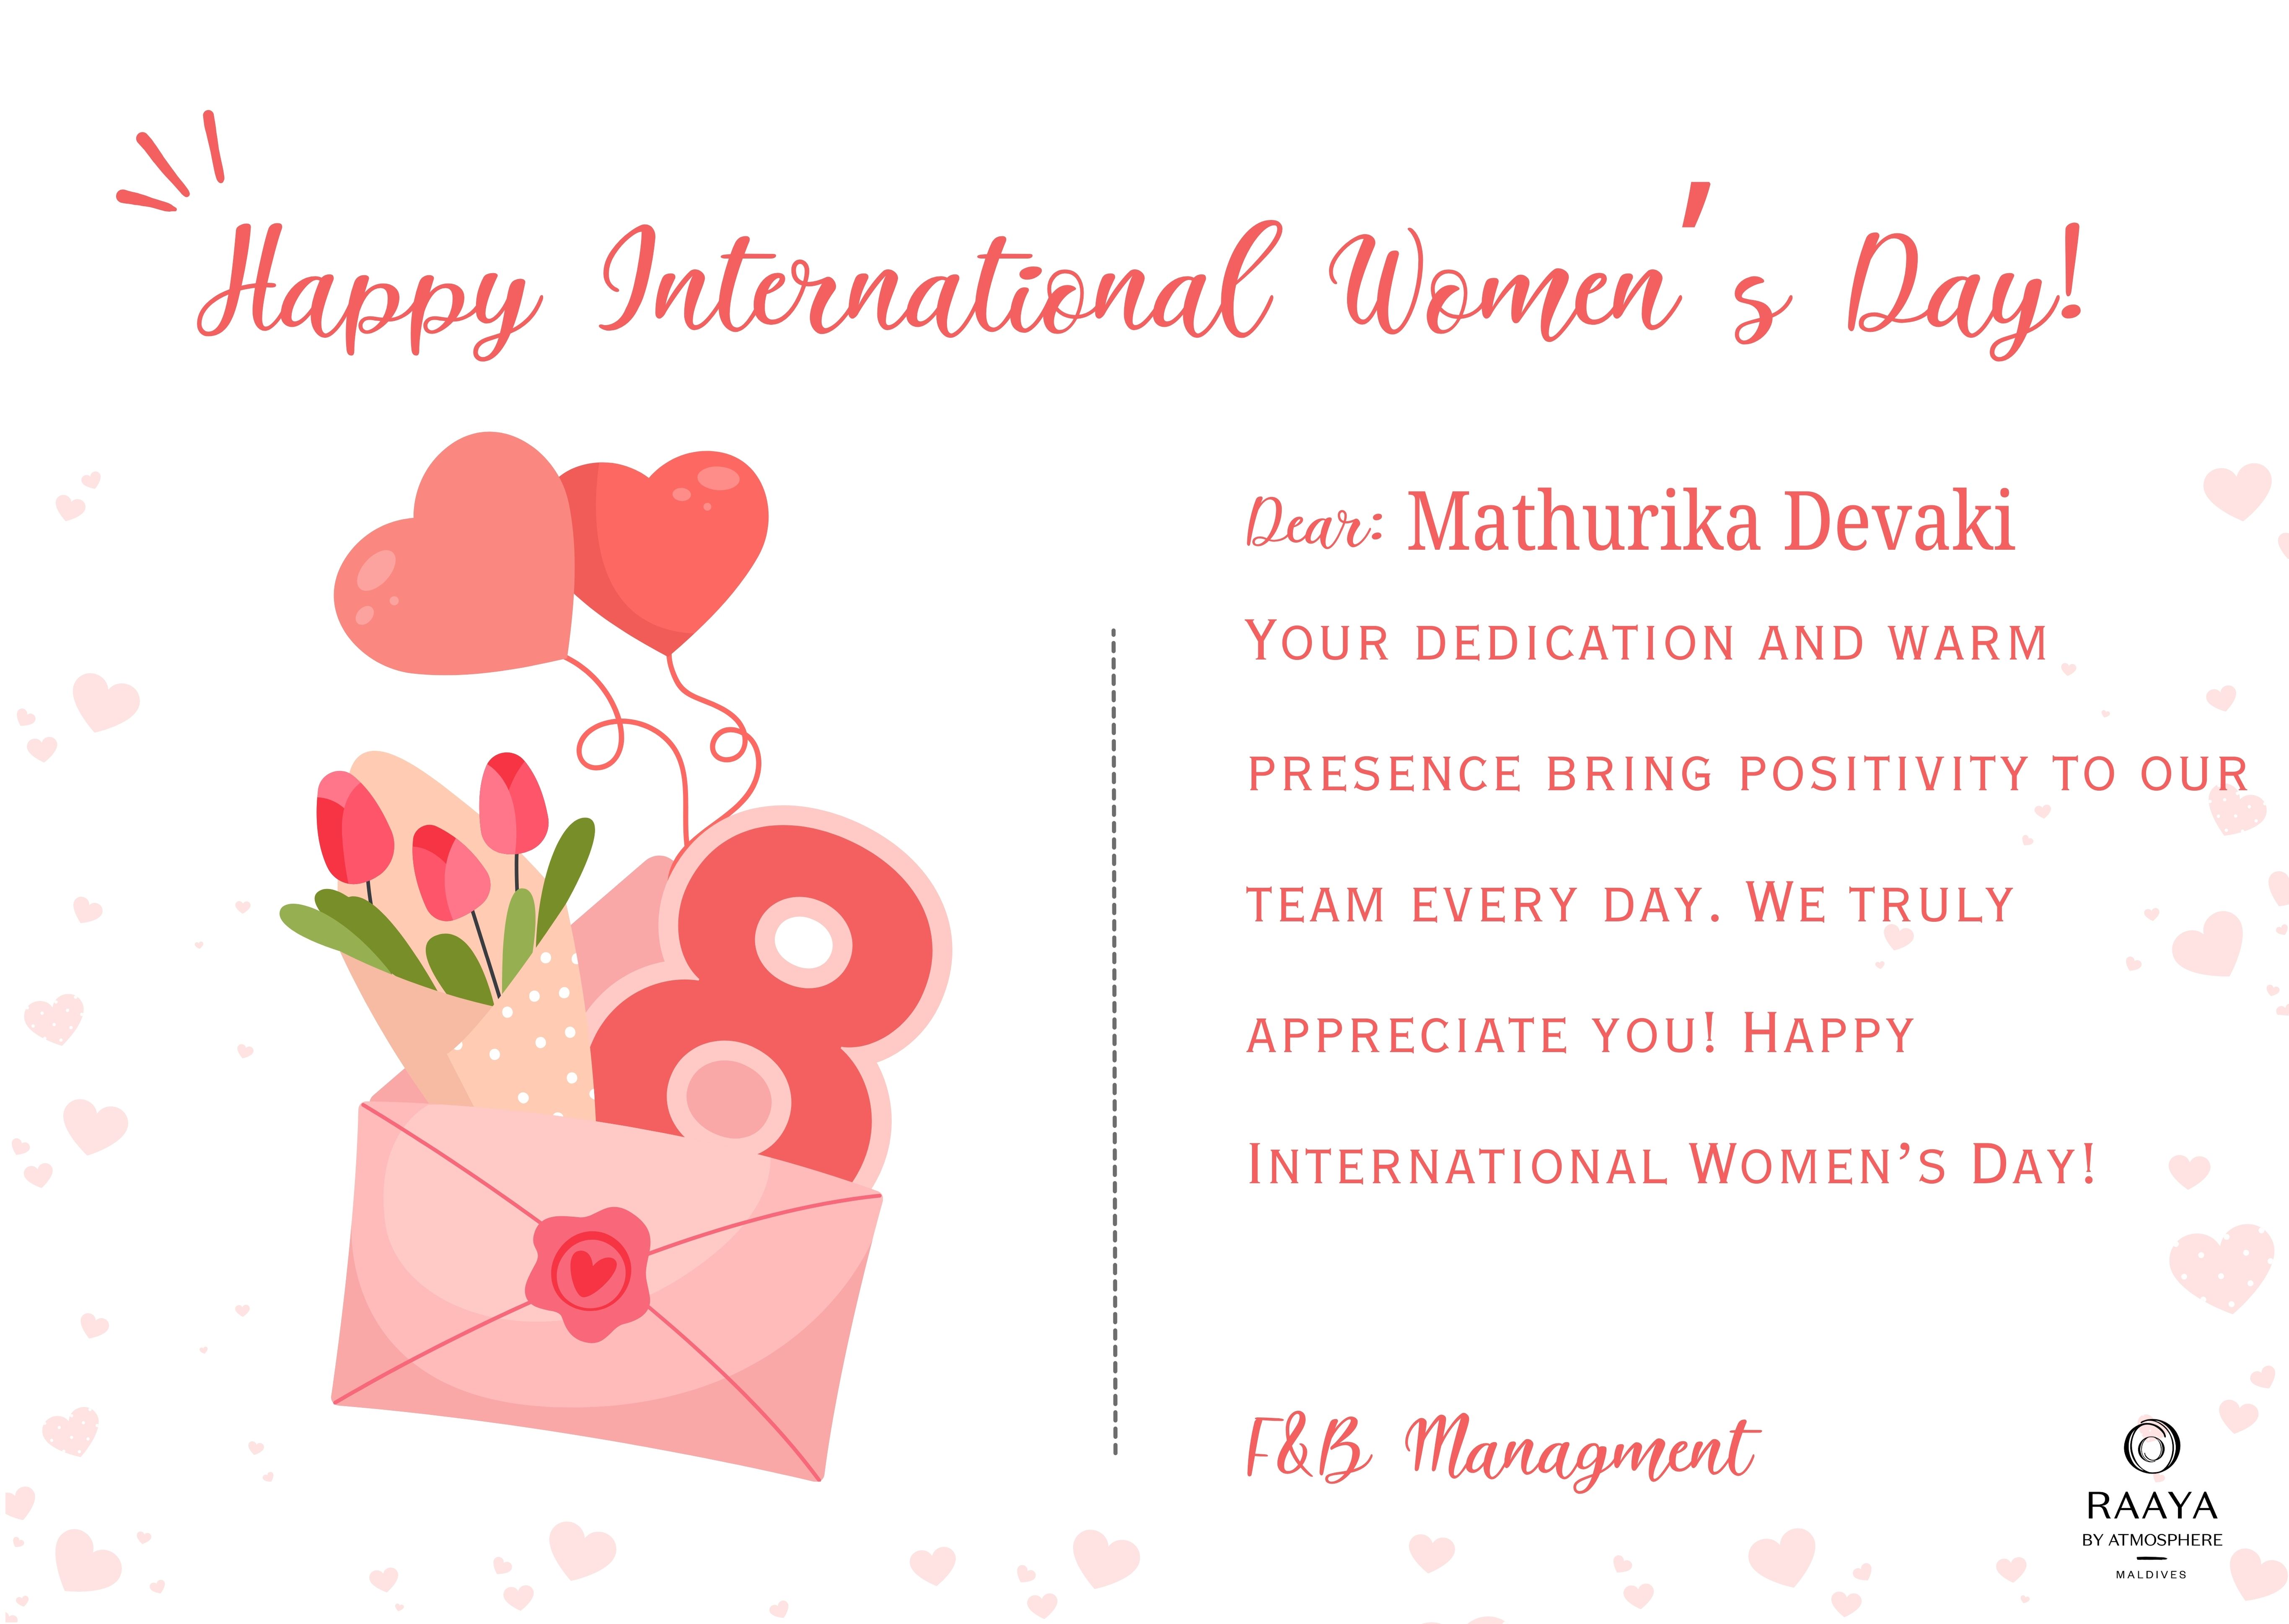 Happy International Women's Day!
Dear: Mathurika Devaki
Your dedication and warm
presence bring positivity to our
team every day. We truly
appreciate you! Happy
International Women’s Day!
F&B Managment
RAAYA
BY ATMOSPHERE
MALDIVES